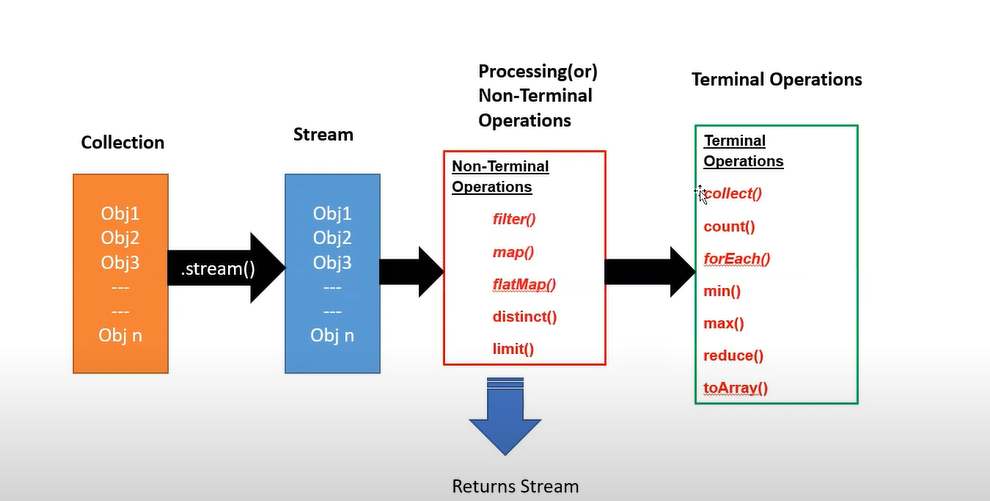 Collection
Obj1
Obj2
Obj3
---
---
Obj n
.stream()
Stream
Obj1
Obj2
Obj3
---
---
Obj n
Processing(or)
Non-Terminal
Operations
Non-Terminal
Operations
filter()
map()
flatMap()
distinct()
limit()
Returns Stream
Terminal Operations
Terminal
Operations
collect()
count()
forEach()
min()
max()
reduce()
toArray()